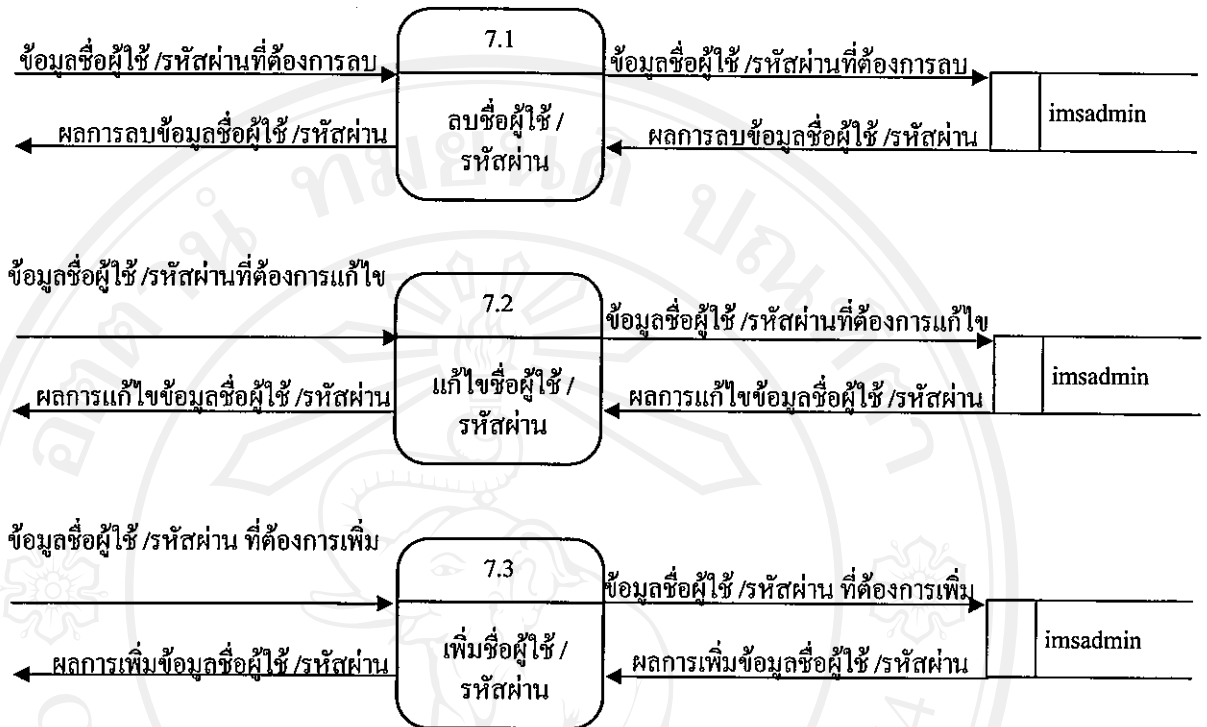 7.1
ข้อมูลชื่อผู้ใช้ /รหัสผ่านที่ต้องการลบ
ข้อมูลชื่อผู้ใช้ /รหัสผ่านที่ต้องการลบ
imsadmin
ผลการลบข้อมูลชื่อผู้ใช้ /รหัสผ่าน
ลบชื่อผู้ใช้ /
รหัสผ่าน
ผลการลบข้อมูลชื่อผู้ใช้ /รหัสผ่าน
ข้อมูลชื่อผู้ใช้ /รหัสผ่านที่ต้องการแก้ไข
7.2
ข้อมูลชื่อผู้ใช้ /รหัสผ่านที่ต้องการแก้ไข
imsadmin
ผลการแก้ไขข้อมูลชื่อผู้ใช้ /รหัสผ่าน
แก้ไขชื่อผู้ใช้ /
รหัสผ่าน
ผลการแก้ไขข้อมูลชื่อผู้ใช้ /รหัสผ่าน
ข้อมูลชื่อผู้ใช้ /รหัสผ่าน ที่ต้องการเพิ่ม
7.3
ข้อมูลชื่อผู้ใช้ /รหัสผ่าน ที่ต้องการเพิ่ม
imsadmin
ผลการเพิ่มข้อมูลชื่อผู้ใช้ /รหัสผ่าน
เพิ่มชื่อผู้ใช้ /
รหัสผ่าน
ผลการเพิ่มข้อมูลชื่อผู้ใช้ /รหัสผ่าน